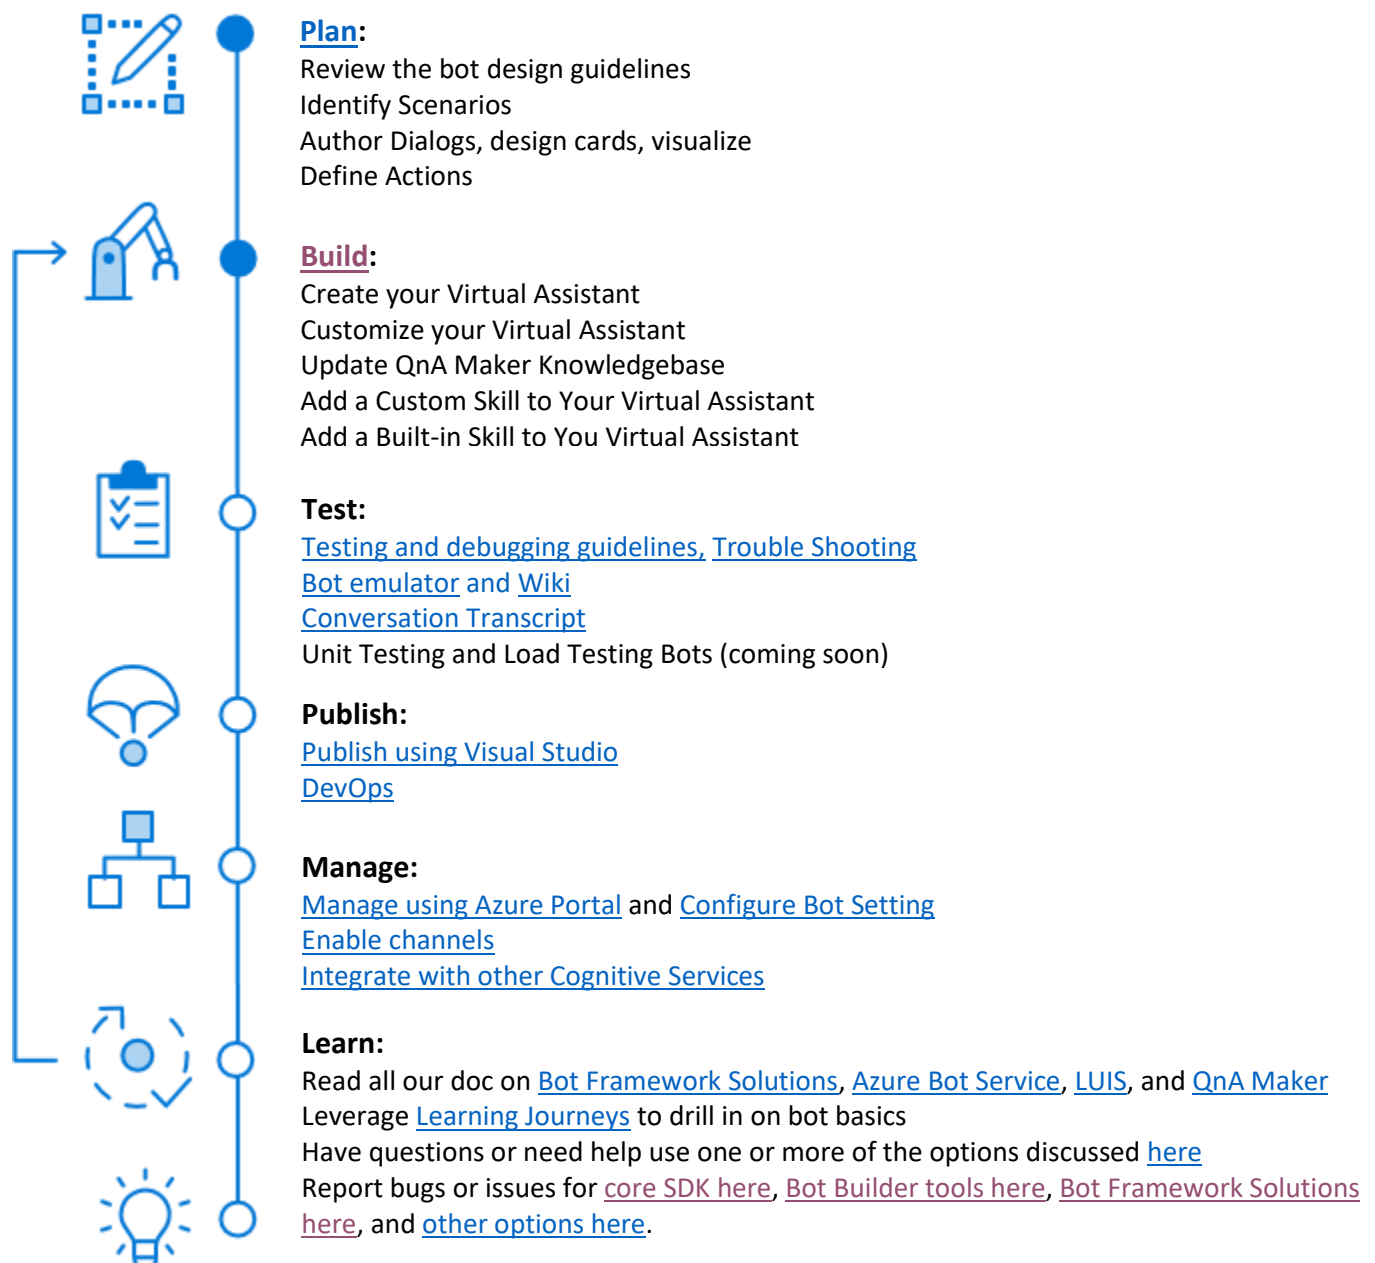 Plan:
Review the bot design guidelines
Identify Scenarios
Author Dialogs, design cards, visualize
Define Actions
Build:
Create your Virtual Assistant
Customize your Virtual Assistant
Update QnA Maker Knowledgebase
Add a Custom Skill to Your Virtual Assistant
Add a Built-in Skill to You Virtual Assistant
Test:
Testing and debugging guidelines, Trouble Shooting
Bot emulator and Wiki
Conversation Transcript
Unit Testing and Load Testing Bots (coming soon)
Publish:
Publish using Visual Studio
DevOps
Manage:
Manage using Azure Portal and Configure Bot Setting
Enable channels
Integrate with other Cognitive Services
Learn:
Read all our doc on Bot Framework Solutions, Azure Bot Service, LUIS, and QnA Maker
Leverage Learning Journeys to drill in on bot basics
Have questions or need help use one or more of the options discussed here
Report bugs or issues for core SDK here, Bot Builder tools here, Bot Framework Solutions
here, and other options here.